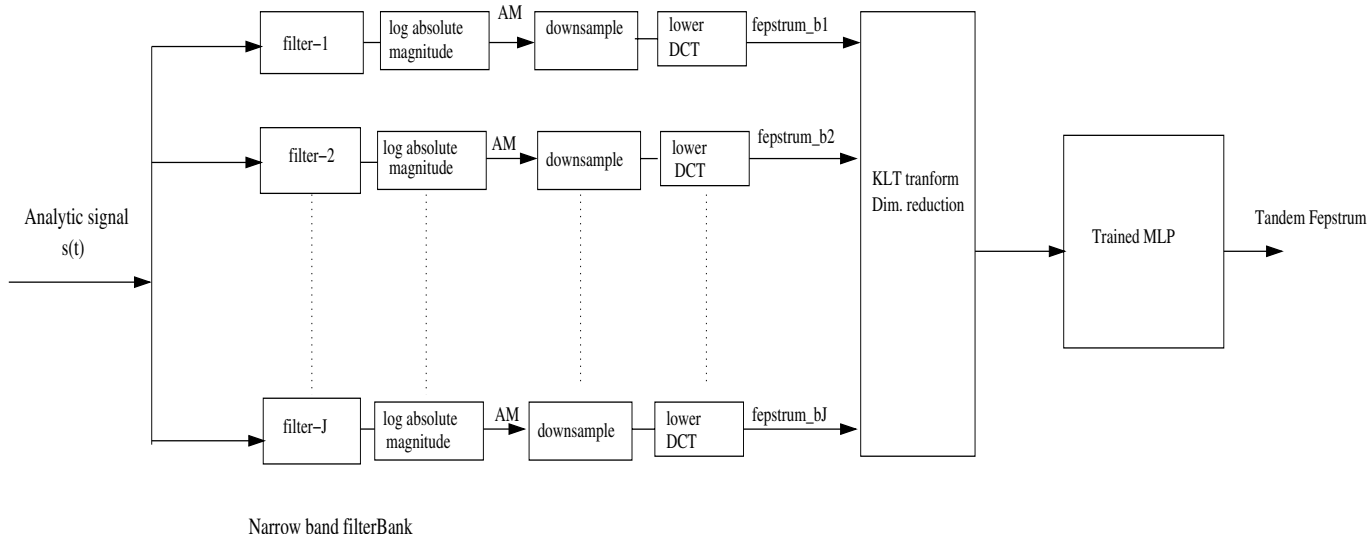 Analytic signal
s(t)
filter−1
log absolute
magnitude
AM
downsample
lower
DCT
fepstrum_b1
filter−2
log absolute
magnitude
AM
downsample
lower
DCT
fepstrum_b2
filter−J
log absolute
magnitude
AM
downsample
lower
DCT
fepstrum_bJ
KLT tranform
Dim. reduction
Trained MLP
Tandem Fepstrum
Narrow band filterBank